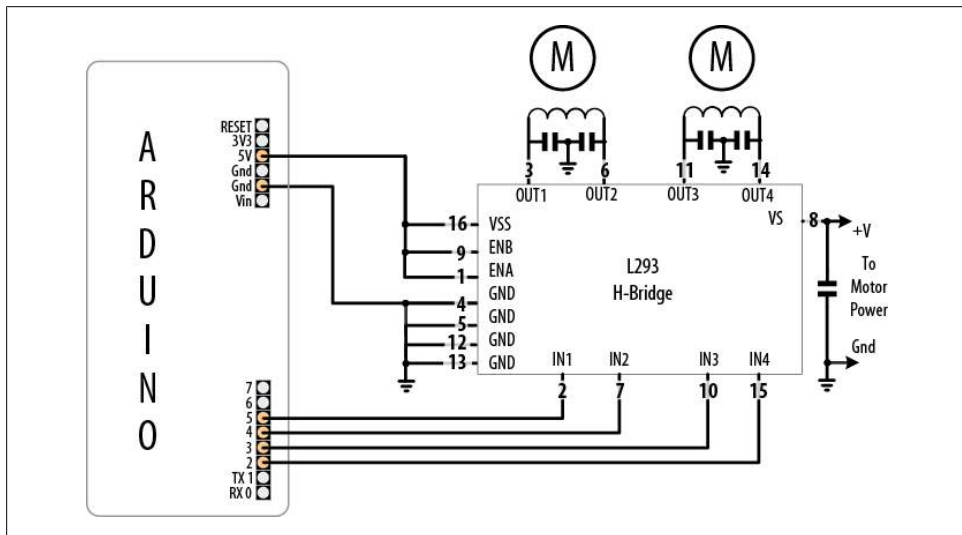 ARDUINO
RESET
3V3
5V
Gnd
Gnd
Vin
7
6
5
4
3
2
TX 1
RX 0
M
M
3
6
11
14
OUT1
OUT2
OUT3
OUT4
16
VSS
9
ENB
1
ENA
4
GND
5
GND
12
GND
13
GND
L293
H-Bridge
VS
8
+V
To
Motor
Power
Gnd
IN1
IN2
IN3
IN4
2
7
10
15